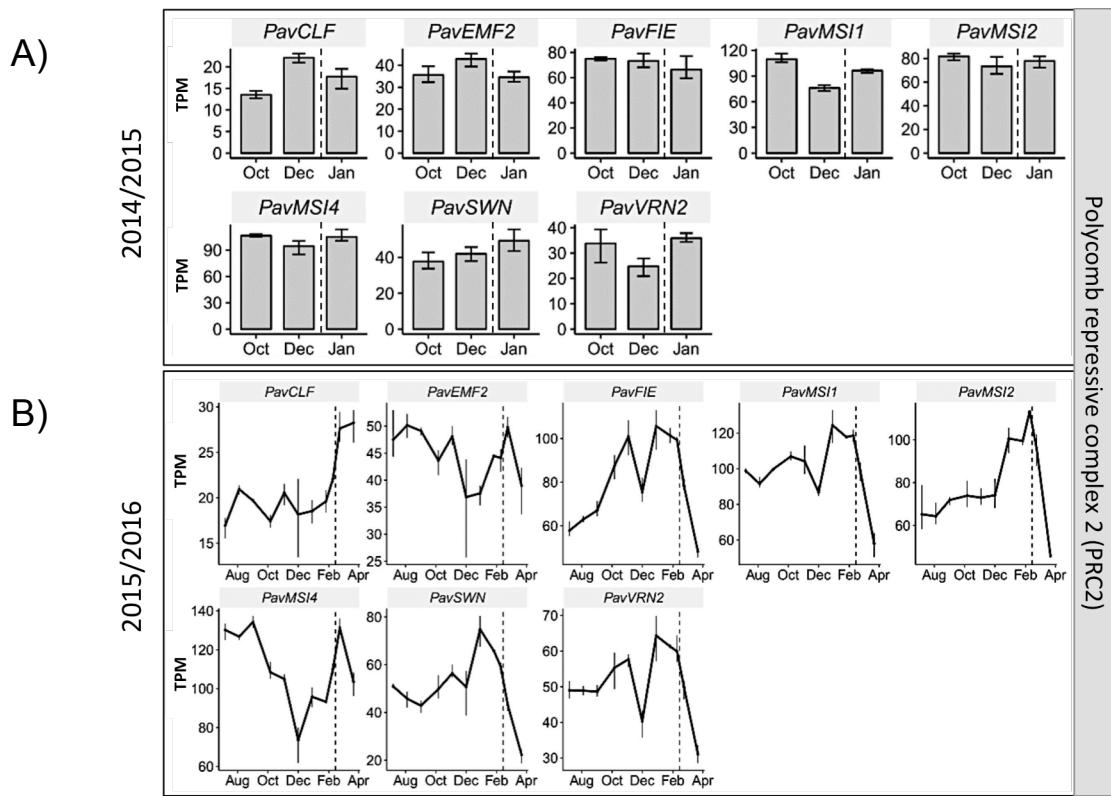 A)
2014/2015
PavCLF PavEMF2 PavFIE PavMSI1 PavMSI2
TPM
20 15 10 5 0
40 30 20 10 0
80 60 40 20 0
120 90 60 30 0
80 60 40 20 0
Oct Dec Jan Oct Dec Jan Oct Dec Jan Oct Dec Jan Oct Dec Jan
PavMSI4 PavSWN PavVRN2
TPM
90 60 30 0
40 20 0
40 30 20 10 0
Oct Dec Jan Oct Dec Jan Oct Dec Jan
B)
2015/2016
PavCLF PavEMF2 PavFIE PavMSI1 PavMSI2
TPM
30 25 20 15
50 45 40 35 30 25
100 80 60
120 100 80 60
100 80 60
Aug Oct Dec Feb Apr Aug Oct Dec Feb Apr Aug Oct Dec Feb Apr Aug Oct Dec Feb Apr Aug Oct Dec Feb Apr
PavMSI4 PavSWN PavVRN2
TPM
140 120 100 80 60
80 60 40 20
70 60 50 40 30
Aug Oct Dec Feb Apr Aug Oct Dec Feb Apr Aug Oct Dec Feb Apr
Polycomb repressive complex 2 (PRC2)